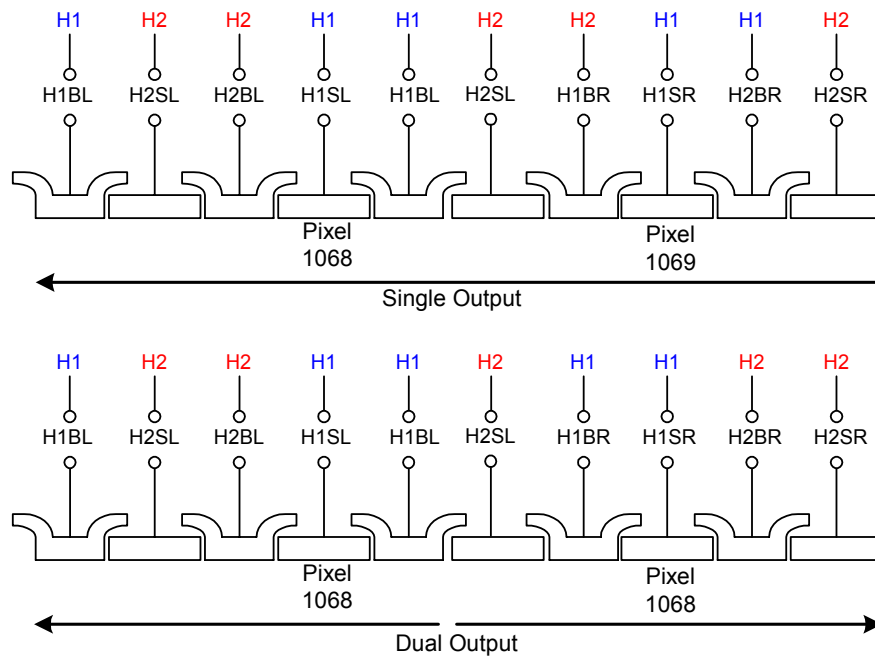 H1 H2 H2 H1 H1 H2 H2 H1 H1 H2
H1BL H2SL H2BL H1SL H1BL H2SL H1BR H1SR H2BR H2SR
Pixel Pixel
1068 1069
Single Output
H1 H2 H2 H1 H1 H2 H1 H1 H2 H2
H1BL H2SL H2BL H1SL H1BL H2SL H1BR H1SR H2BR H2SR
Pixel Pixel
1068 1068
Dual Output